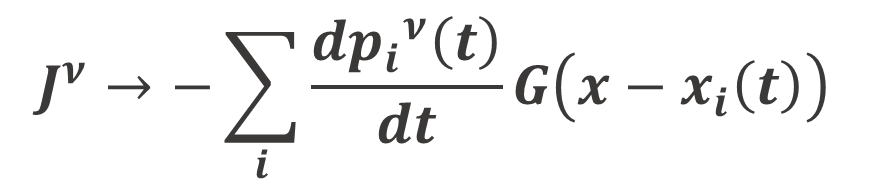 J^ν → − ∑_i dp_i^ν(t)/dt G(x − x_i(t))